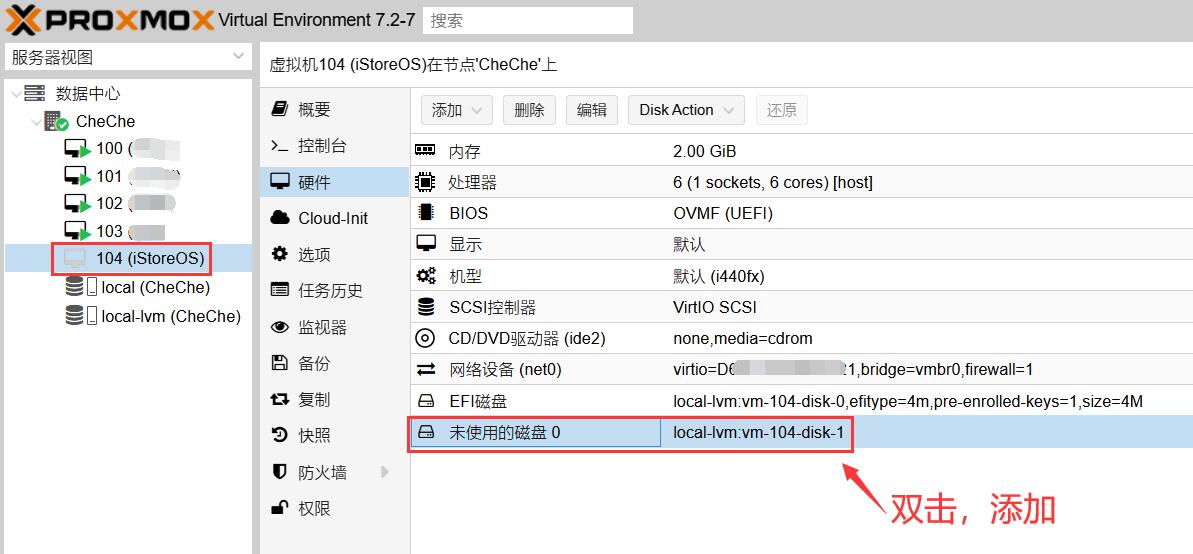 PROXMOX Virtual Environment 7.2-7 搜索
服务器视图
数据中心
CheChe
100 (
101
102
103
104 (iStoreOS)
local (CheChe)
local-lvm (CheChe)
虚拟机104 (iStoreOS)在节点'CheChe'上
概要
控制台
硬件
Cloud-Init
选项
任务历史
监视器
备份
复制
快照
防火墙
权限
添加 删除 编辑 Disk Action 还原
内存 2.00 GiB
处理器 6 (1 sockets, 6 cores) [host]
BIOS OVMF (UEFI)
显示 默认
机型 默认 (i440fx)
SCSI控制器 VirtIO SCSI
CD/DVD驱动器 (ide2) none,media=cdrom
网络设备 (net0) virtio=D6 1,bridge=vmbr0,firewall=1
EFI磁盘 local-lvm:vm-104-disk-0,efitype=4m,pre-enrolled-keys=1,size=4M
未使用的磁盘 0 local-lvm:vm-104-disk-1
双击，添加